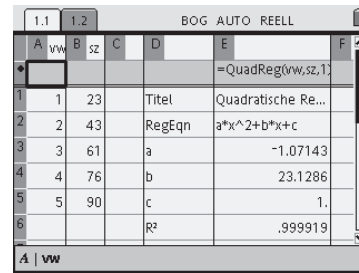 1.1 1.2 BOG AUTO REELL
A vw B sz C D E F
=QuadReg(vw,sz,1)
1 1 23 Titel Quadratische Re...
2 2 43 RegEqn a*x^2+b*x+c
3 3 61 a ⁻1.07143
4 4 76 b 23.1286
5 5 90 c 1.
6 R² .999919
A | vw